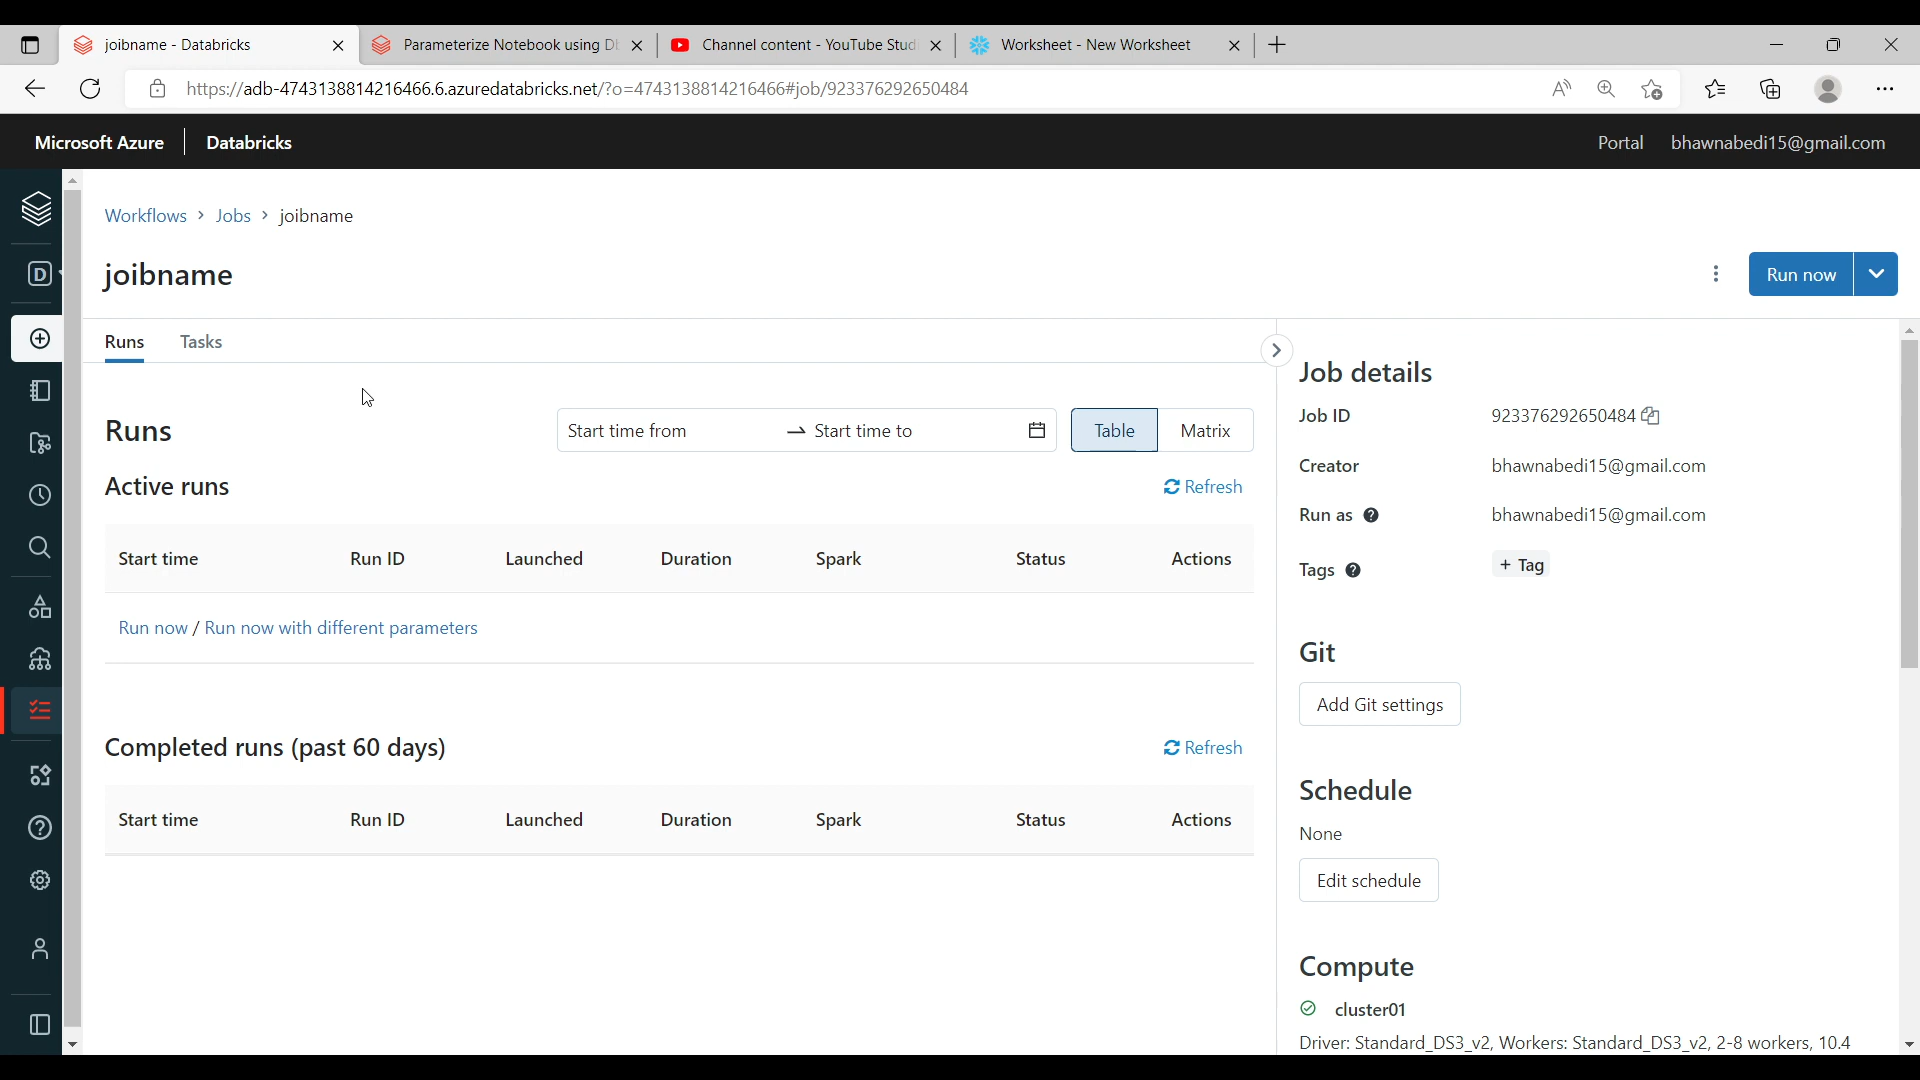 joibname - Databricks
Parameterize Notebook using D
Channel content - YouTube Stud
Worksheet - New Worksheet
https://adb-4743138814216466.6.azuredatabricks.net/?o=4743138814216466#job/923376292650484
Microsoft Azure
Databricks
Portal
bhawnabedi15@gmail.com
D
Workflows > Jobs > joibname
joibname
Run now
Runs
Tasks
Runs
Start time from → Start time to
Table
Matrix
Active runs
Refresh
Start time Run ID Launched Duration Spark Status Actions
Run now / Run now with different parameters
Completed runs (past 60 days)
Refresh
Start time Run ID Launched Duration Spark Status Actions
Job details
Job ID 923376292650484
Creator bhawnabedi15@gmail.com
Run as bhawnabedi15@gmail.com
Tags + Tag
Git
Add Git settings
Schedule
None
Edit schedule
Compute
cluster01
Driver: Standard_DS3_v2, Workers: Standard_DS3_v2, 2-8 workers, 10.4